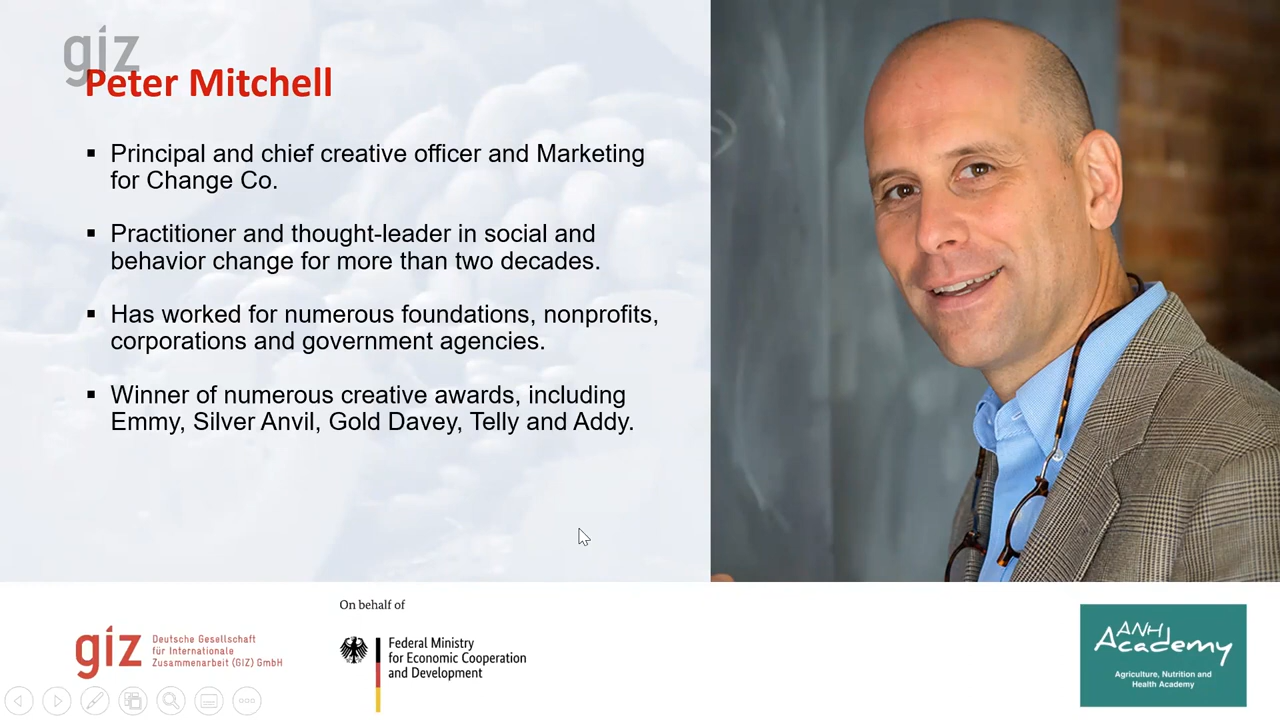 giz
Peter Mitchell
▪ Principal and chief creative officer and Marketing
for Change Co.
▪ Practitioner and thought-leader in social and
behavior change for more than two decades.
▪ Has worked for numerous foundations, nonprofits,
corporations and government agencies.
▪ Winner of numerous creative awards, including
Emmy, Silver Anvil, Gold Davey, Telly and Addy.
giz
Deutsche Gesellschaft
für Internationale
Zusammenarbeit (GIZ) GmbH
On behalf of
Federal Ministry
for Economic Cooperation
and Development
ANH
Academy
Agriculture, Nutrition and
Health Academy